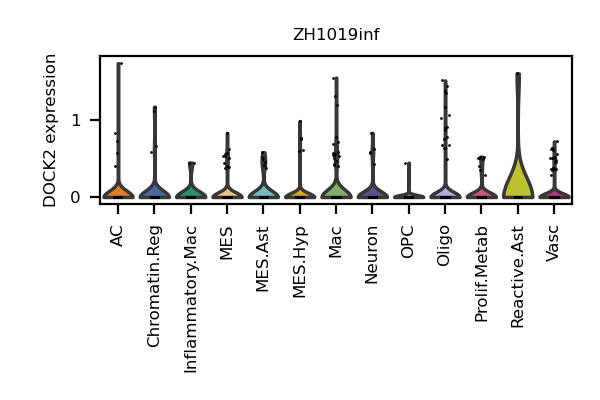 ZH1019inf
DOCK2 expression
1
0
AC
Chromatin.Reg
Inflammatory.Mac
MES
MES.Ast
MES.Hyp
Mac
Neuron
OPC
Oligo
Prolif.Metab
Reactive.Ast
Vasc